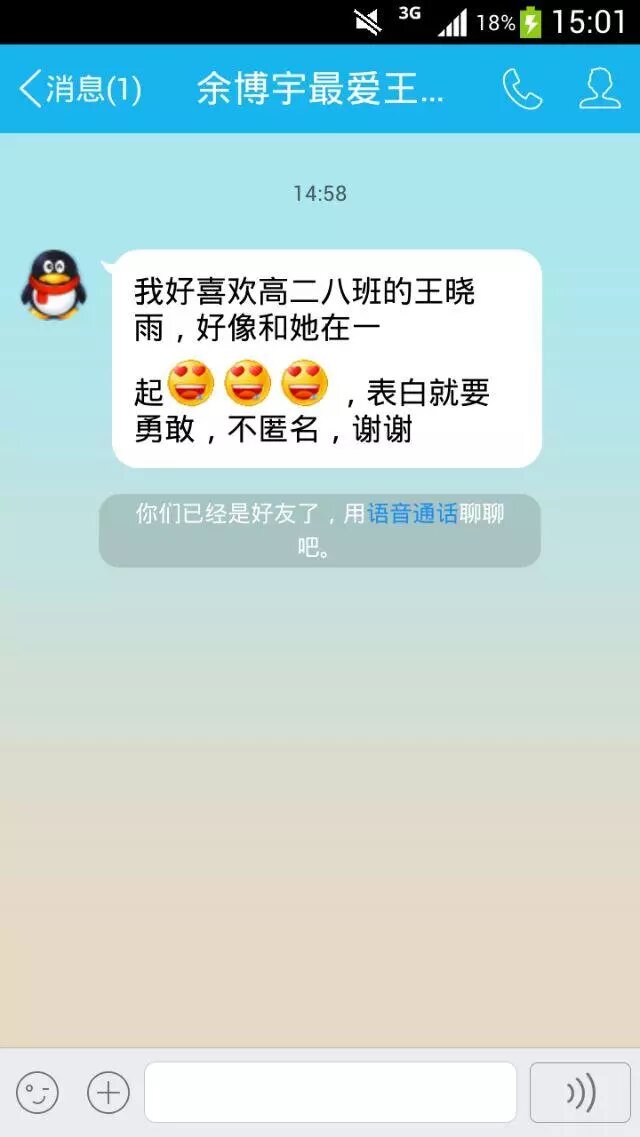 3G 18% 15:01
消息(1) 余博宇最爱王...
14:58
我好喜欢高二八班的王晓
雨，好像和她在一
起，表白就要
勇敢，不匿名，谢谢
你们已经是好友了，用语音通话聊聊
吧。